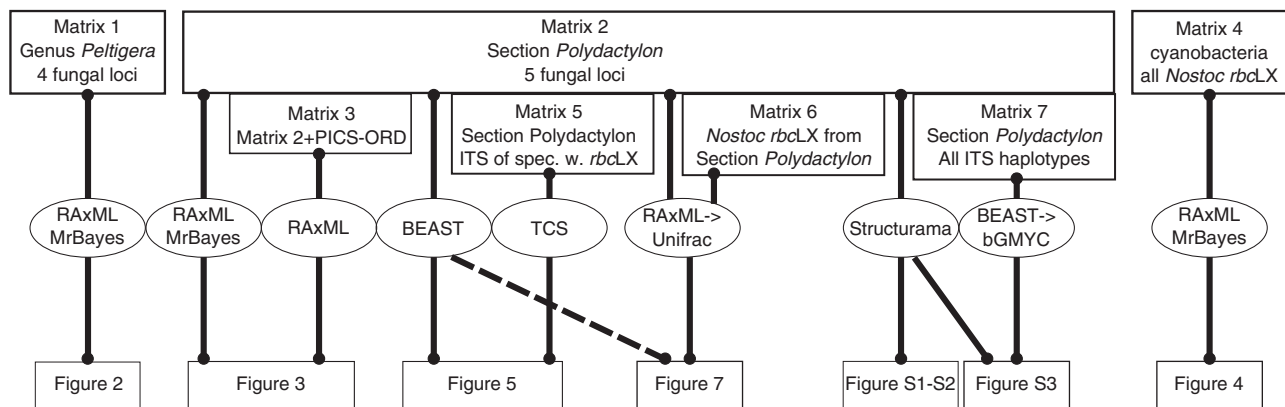 Matrix 1
Genus Peltigera
4 fungal loci
Matrix 2
Section Polydactylon
5 fungal loci
Matrix 4
cyanobacteria
all Nostoc rbcLX
Matrix 3
Matrix 2+PICS-ORD
Matrix 5
Section Polydactylon
ITS of spec. w. rbcLX
Matrix 6
Nostoc rbcLX from
Section Polydactylon
Matrix 7
Section Polydactylon
All ITS haplotypes
RAxML
MrBayes
RAxML
MrBayes
RAxML
BEAST
TCS
RAxML->
Unifrac
Structurama
BEAST->
bGMYC
RAxML
MrBayes
Figure 2
Figure 3
Figure 5
Figure 7
Figure S1-S2
Figure S3
Figure 4